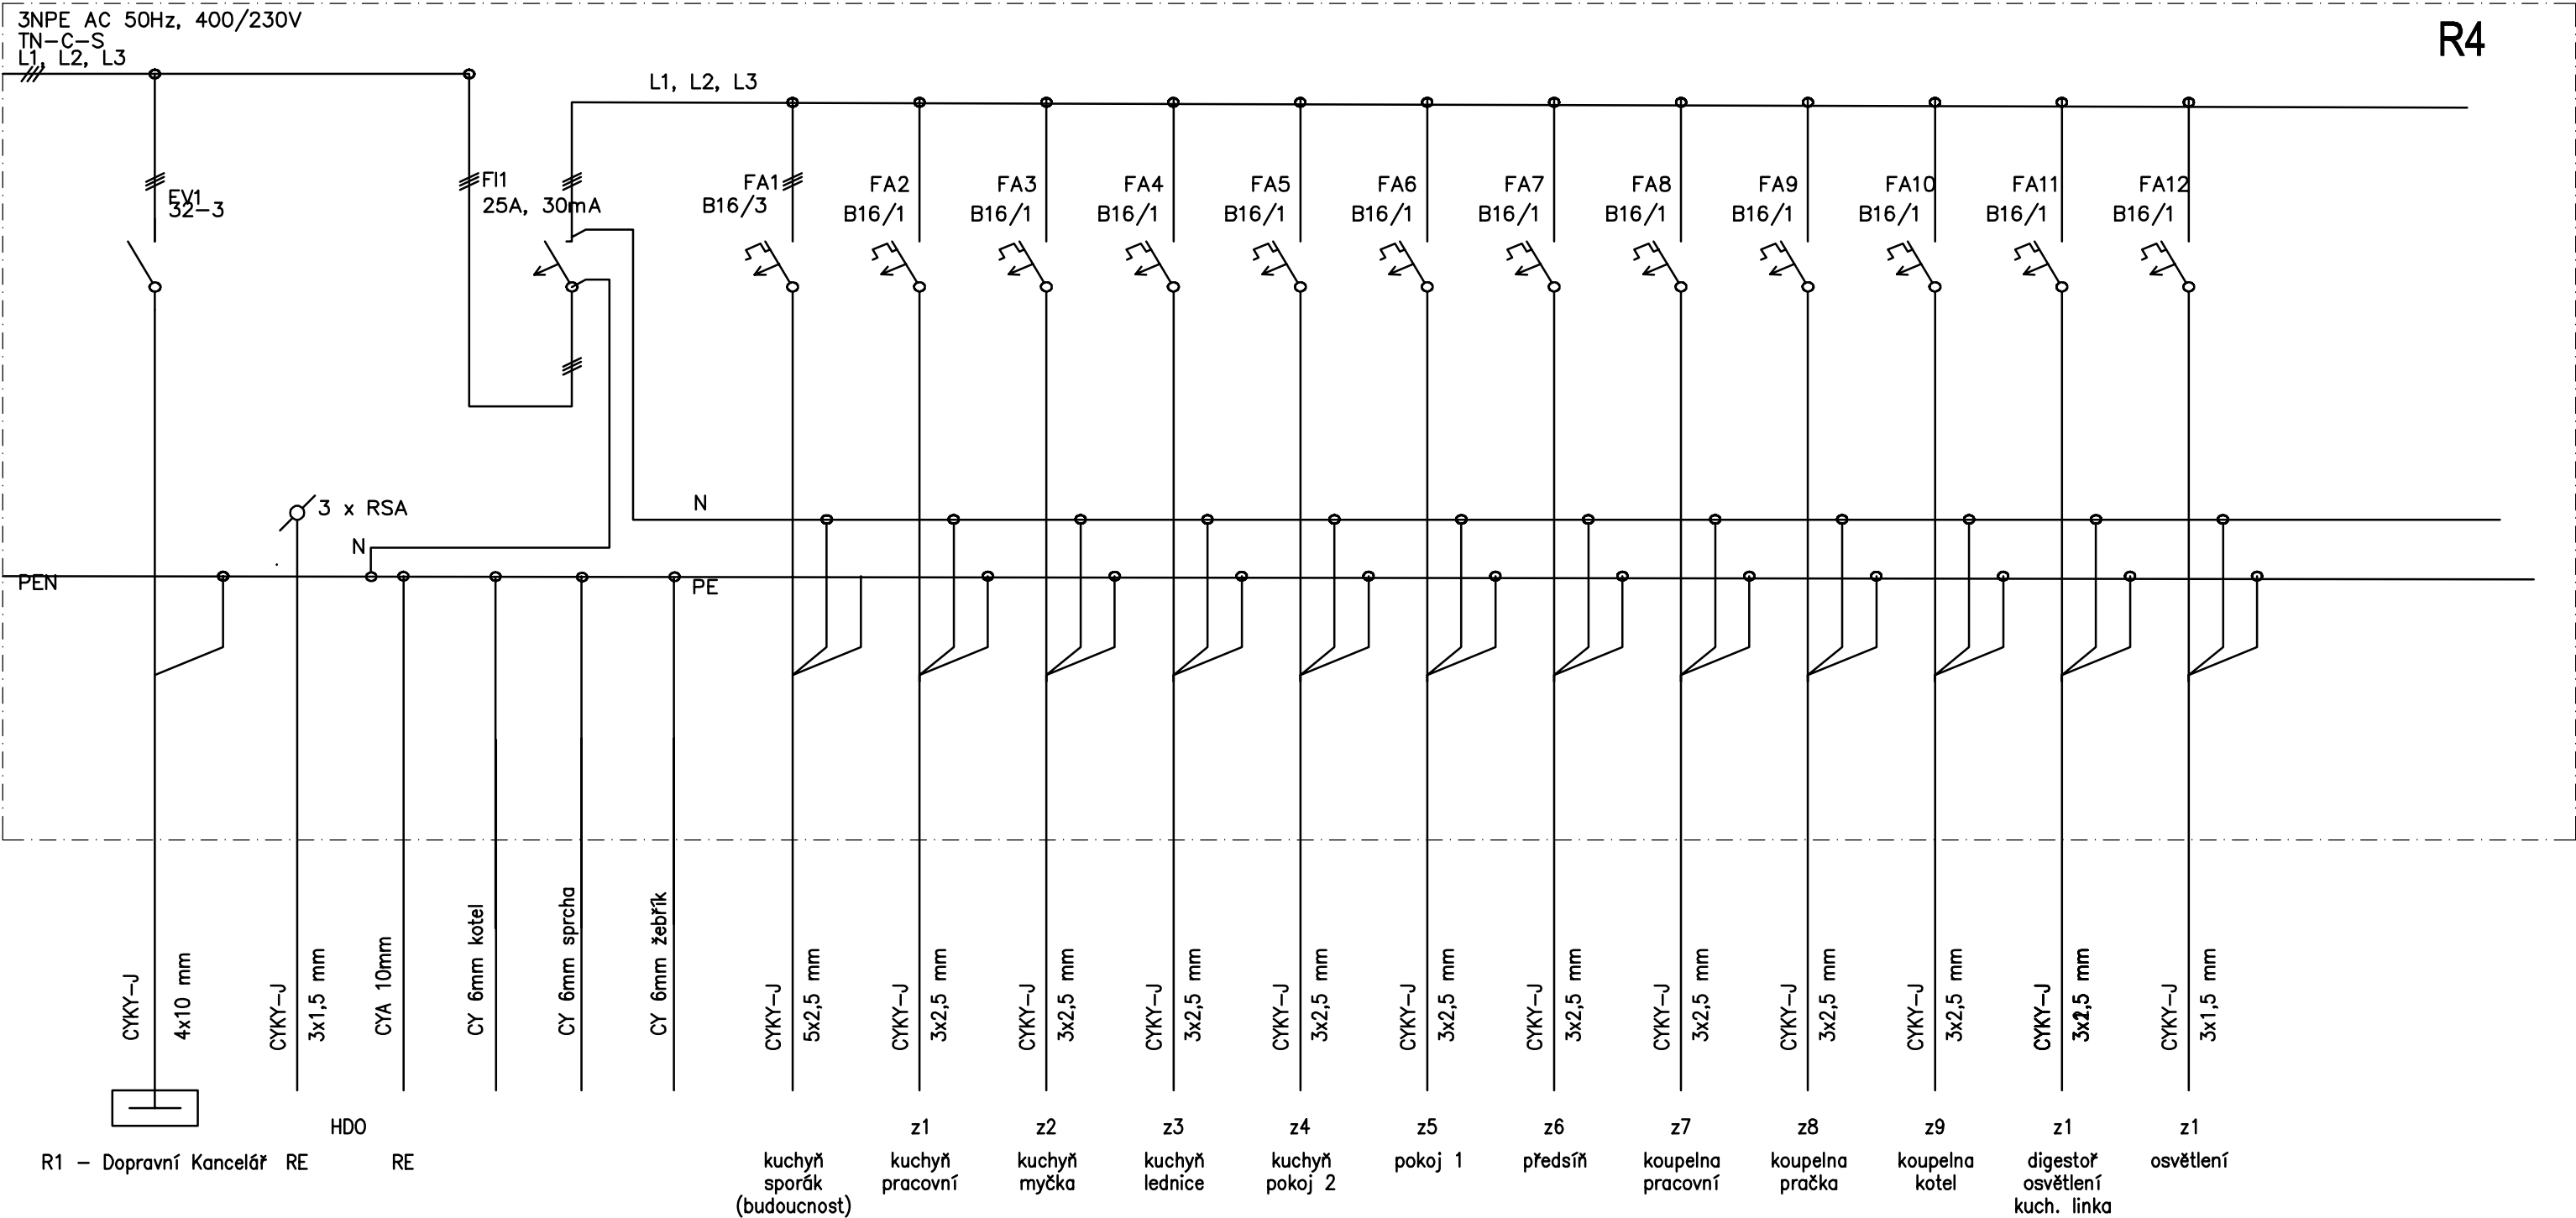 3NPE AC 50Hz, 400/230V
TN-C-S
L1, L2, L3
R4
L1, L2, L3
FV1
32-3
FI1
25A, 30mA
FA1
B16/3
FA2
B16/1
FA3
B16/1
FA4
B16/1
FA5
B16/1
FA6
B16/1
FA7
B16/1
FA8
B16/1
FA9
B16/1
FA10
B16/1
FA11
B16/1
FA12
B16/1
3 x RSA
N
N
PEN
PE
CYKY-J
4x10 mm
CYKY-J
3x1,5 mm
CYA 10mm
CY 6mm kotel
CY 6mm sprcha
CY 6mm žebřík
CYKY-J
5x2,5 mm
CYKY-J
3x2,5 mm
CYKY-J
3x2,5 mm
CYKY-J
3x2,5 mm
CYKY-J
3x2,5 mm
CYKY-J
3x2,5 mm
CYKY-J
3x2,5 mm
CYKY-J
3x2,5 mm
CYKY-J
3x2,5 mm
CYKY-J
3x2,5 mm
CYKY-J
3x2,5 mm
CYKY-J
3x1,5 mm
R1 - Dopravní Kancelář
HDO
RE
RE
kuchyň
sporák
(budoucnost)
z1
kuchyň
pracovní
z2
kuchyň
myčka
z3
kuchyň
lednice
z4
kuchyň
pokoj 2
z5
pokoj 1
z6
předsíň
z7
koupelna
pracovní
z8
koupelna
pračka
z9
koupelna
kotel
z1
digestoř
osvětlení
kuch. linka
z1
osvětlení